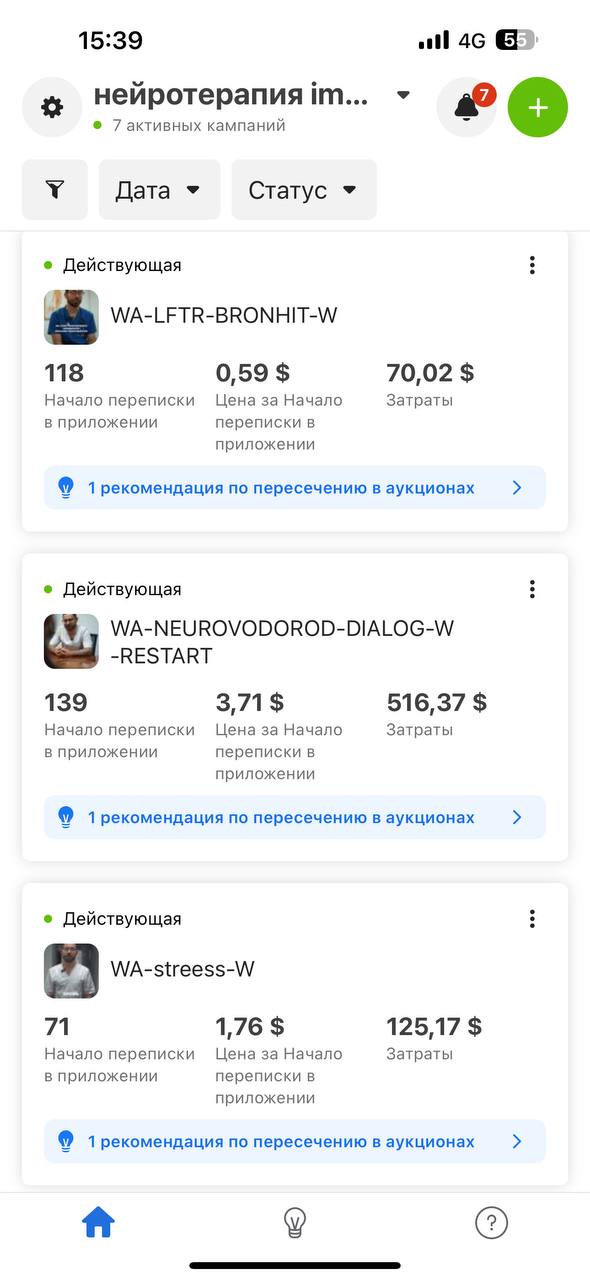 15:39
4G
55
нейротерапия im...
7
7 активных кампаний
Дата
Статус
Действующая
WA-LFTR-BRONHIT-W
118
0,59 $
70,02 $
Начало переписки
в приложении
Цена за Начало
переписки в
приложении
Затраты
1 рекомендация по пересечению в аукционах
Действующая
WA-NEUROVODOROD-DIALOG-W
-RESTART
139
3,71 $
516,37 $
Начало переписки
в приложении
Цена за Начало
переписки в
приложении
Затраты
1 рекомендация по пересечению в аукционах
Действующая
WA-streess-W
71
1,76 $
125,17 $
Начало переписки
в приложении
Цена за Начало
переписки в
приложении
Затраты
1 рекомендация по пересечению в аукционах